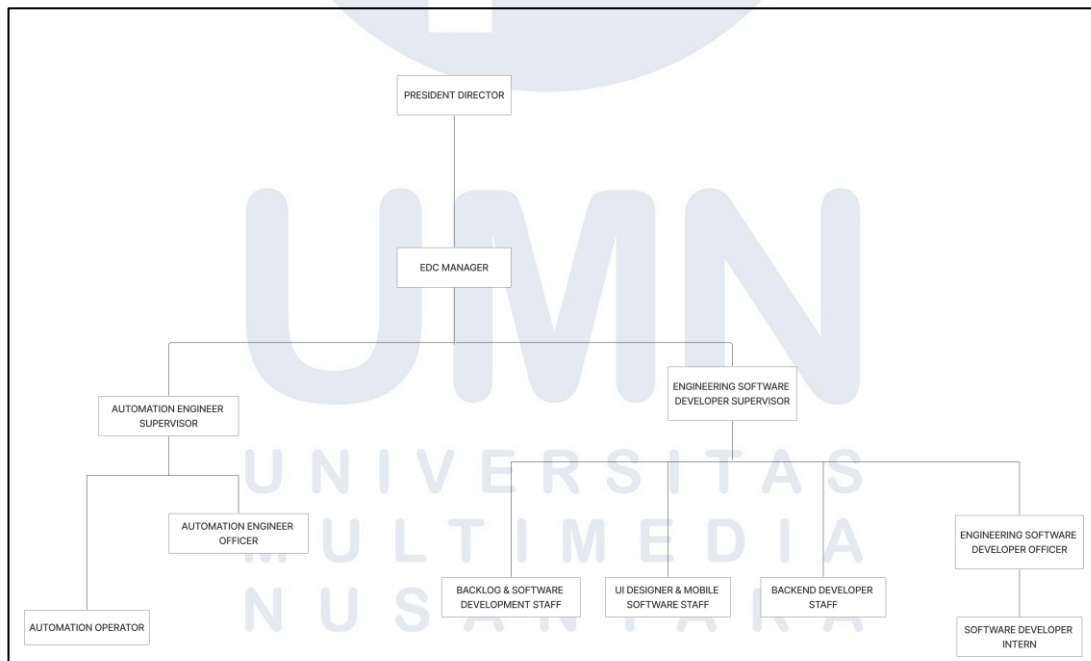 PRESIDENT DIRECTOR
EDC MANAGER
ENGINEERING SOFTWARE
DEVELOPER SUPERVISOR
AUTOMATION ENGINEER
SUPERVISOR
AUTOMATION ENGINEER
OFFICER
ENGINEERING SOFTWARE
DEVELOPER OFFICER
BACKLOG & SOFTWARE
DEVELOPMENT STAFF
UI DESIGNER & MOBILE
SOFTWARE STAFF
BACKEND DEVELOPER
STAFF
AUTOMATION OPERATOR
SOFTWARE DEVELOPER
INTERN
UMN
UNIVERSITAS
MULTIMEDIA
NUSANTARA